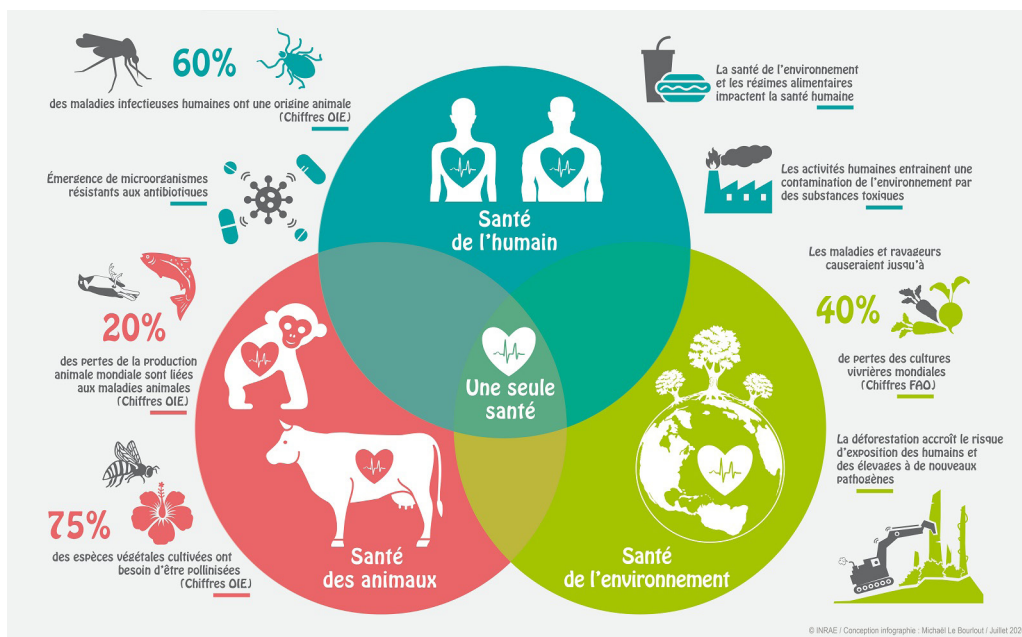 60%
des maladies infectieuses humaines ont une origine animale
(Chiffres OIE)
Émergence de microorganismes
résistants aux antibiotiques
20%
des pertes de la production
animale mondiale sont liées
aux maladies animales
(Chiffres OIE)
75%
des espèces végétales cultivées ont
besoin d'être pollinisées
(Chiffres OIE)
Santé
de l'humain
Une seule
santé
Santé
des animaux
Santé
de l'environnement
La santé de l'environnement
et les régimes alimentaires
impactent la santé humaine
Les activités humaines entrainent une
contamination de l'environnement par
des substances toxiques
Les maladies et ravageurs
causeraient jusqu'à
40%
de pertes des cultures
vivrières mondiales
(Chiffres FAO)
La déforestation accroît le risque
d'exposition des humains et
des élevages à de nouveaux
pathogènes
© INRAE / Conception infographie : Michaël Le Bourlout / Juillet 202